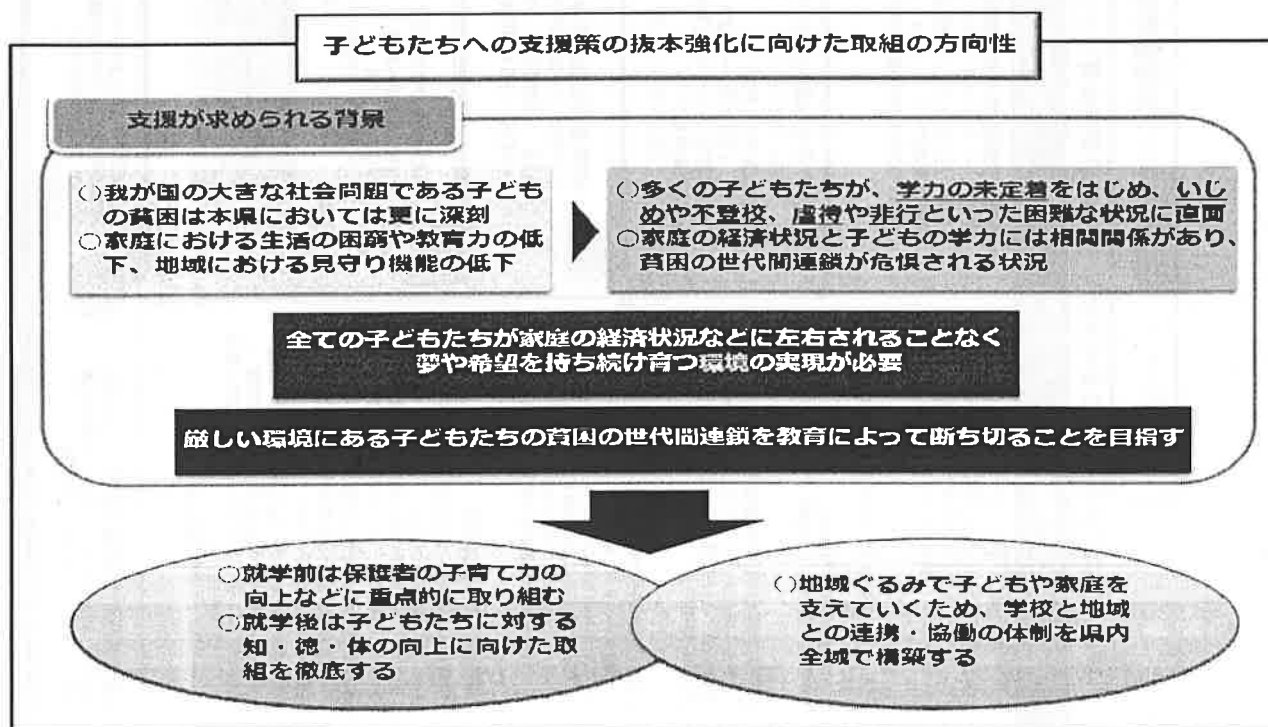 子どもたちへの支援策の抜本強化に向けた取組の方向性
支援が求められる背景
○我が国の大きな社会問題である子ども
の貧困は本県においては更に深刻
○家庭における生活の困窮や教育力の低
下、地域における見守り機能の低下
○多くの子どもたちが、学力の未定着をはじめ、いじ
めや不登校、虐待や非行といった困難な状況に直面
○家庭の経済状況と子どもの学力には相関関係があり、
貧困の世代間連鎖が危惧される状況
全ての子どもたちが家庭の経済状況などに左右されることなく
夢や希望を持ち続け育つ環境の実現が必要
厳しい環境にある子どもたちの貧困の世代間連鎖を教育によって断ち切ることを目指す
○就学前は保護者の子育て力の
向上などに重点的に取り組む
○就学後は子どもたちに対する
知・徳・体の向上に向けた取
組を徹底する
○地域ぐるみで子どもや家庭を
支えていくため、学校と地域
との連携・協働の体制を県内
全域で構築する